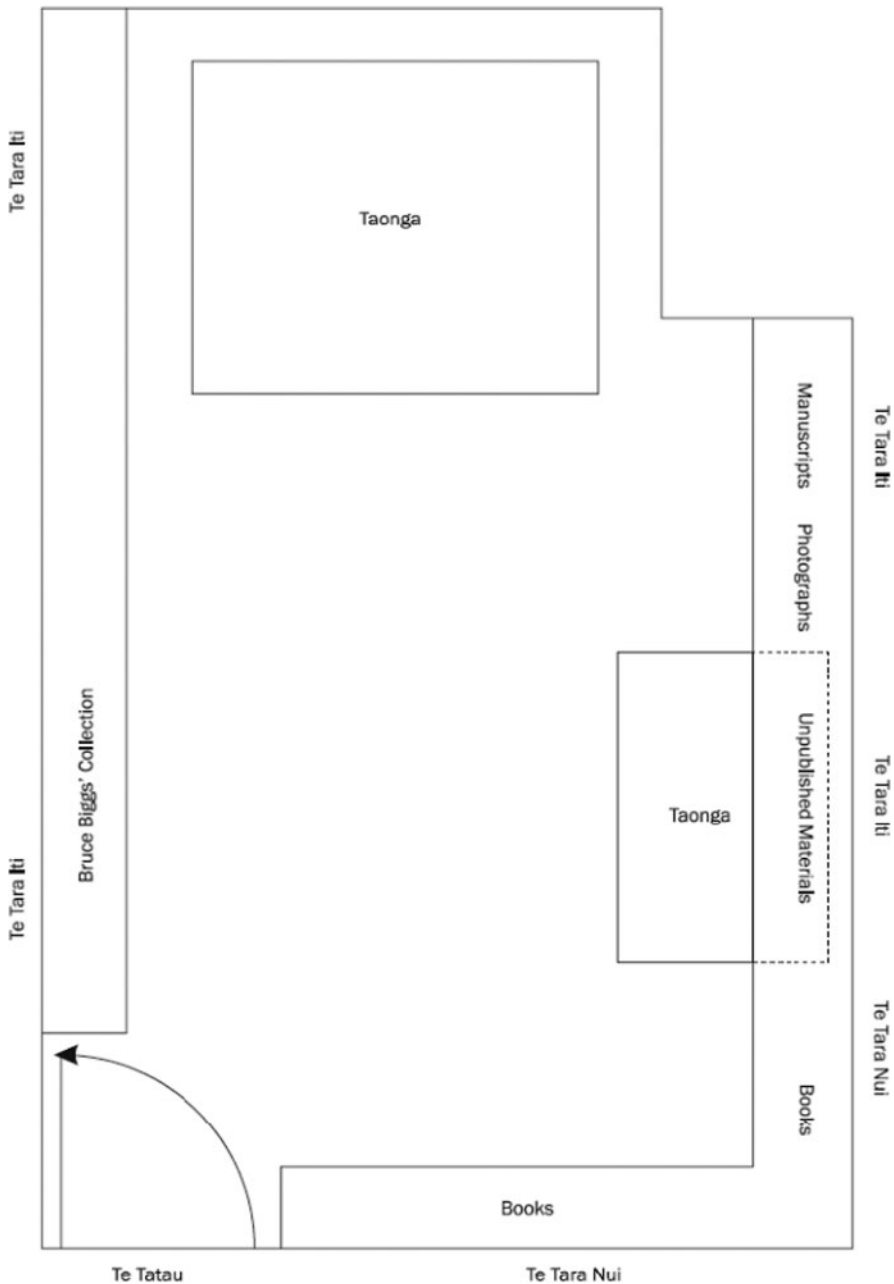 Te Tara Iti
Taonga
Te Tara Iti
Manuscripts
Photographs
Bruce Biggs' Collection
Taonga
Unpublished Materials
Te Tara Iti
Te Tara Iti
Te Tara Nui
Books
Books
Te Tatau
Te Tara Nui